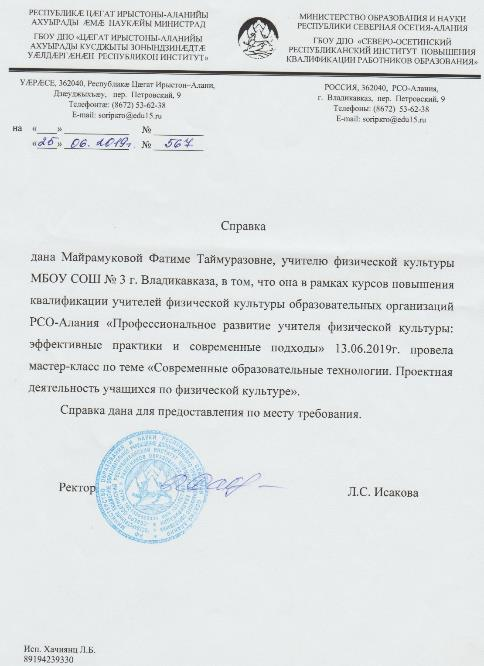 РЕСПУБЛИКÆ ЦÆГАТ ИРЫСТОНЫ-АЛАНИЙЫ
АХУЫРАДЫ ÆМÆ НАУКÆЙЫ МИНИСТРАД
ГБОУ ДПО «ЦÆГАТ ИРЫСТОНЫ-АЛАНИЙЫ
АХУЫРАДЫ КУСДЖЫТЫ ЗОНЫНДЗИНÆДТÆ
УÆЛДÆРГÆНÆН РЕСПУБЛИКОН ИНСТИТУТ»
УÆРÆСЕ, 362040, Республикæ Цæгат Ирыстон–Алани,
Дзæуджыхъæу, пер. Петровский, 9
Телефонтæ: (8672) 53-62-38
E-mail: soripkro@edu15.ru
МИНИСТЕРСТВО ОБРАЗОВАНИЯ И НАУКИ
РЕСПУБЛИКИ СЕВЕРНАЯ ОСЕТИЯ-АЛАНИЯ
ГБОУ ДПО «СЕВЕРО-ОСЕТИНСКИЙ
РЕСПУБЛИКАНСКИЙ ИНСТИТУТ ПОВЫШЕНИЯ
КВАЛИФИКАЦИИ РАБОТНИКОВ ОБРАЗОВАНИЯ»
РОССИЯ, 362040, РСО-Алания,
г. Владикавказ, пер. Петровский, 9
Телефоны: (8672) 53-62-38
E-mail: soripkro@edu15.ru
на «___» ____________ № ________
«25» 06. 2019г. № 567
Справка
дана Майрамуковой Фатиме Таймуразовне, учителю физической культуры
МБОУ СОШ № 3 г. Владикавказа, в том, что она в рамках курсов повышения
квалификации учителей физической культуры образовательных организаций
РСО-Алания «Профессиональное развитие учителя физической культуры:
эффективные практики и современные подходы» 13.06.2019г. провела
мастер-класс по теме «Современные образовательные технологии. Проектная
деятельность учащихся по физической культуре».
Справка дана для предоставления по месту требования.
Ректор
Л.С. Исакова
Исп. Хачиянц Л.Б.
89194239330